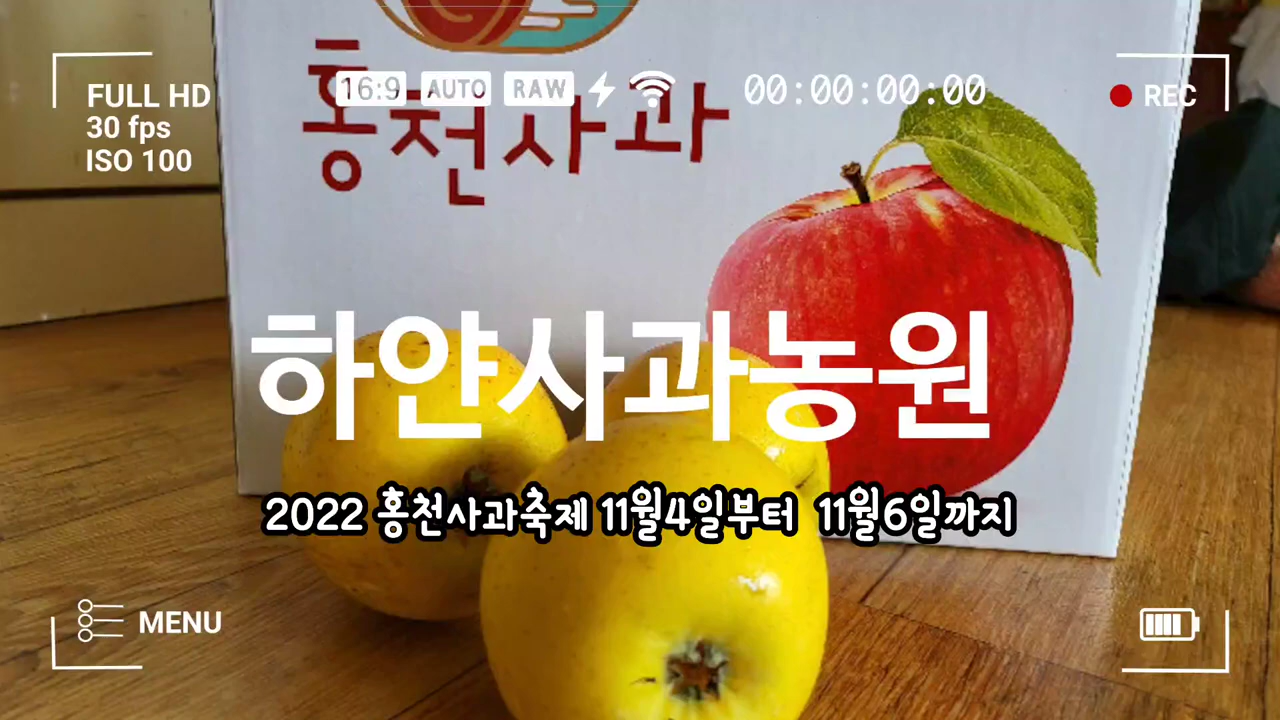 FULL HD
30 fps
ISO 100
16:9 AUTO RAW
00:00:00:00
REC
홍천사과
하얀사과농원
2022 홍천사과축제 11월4일부터 11월6일까지
MENU